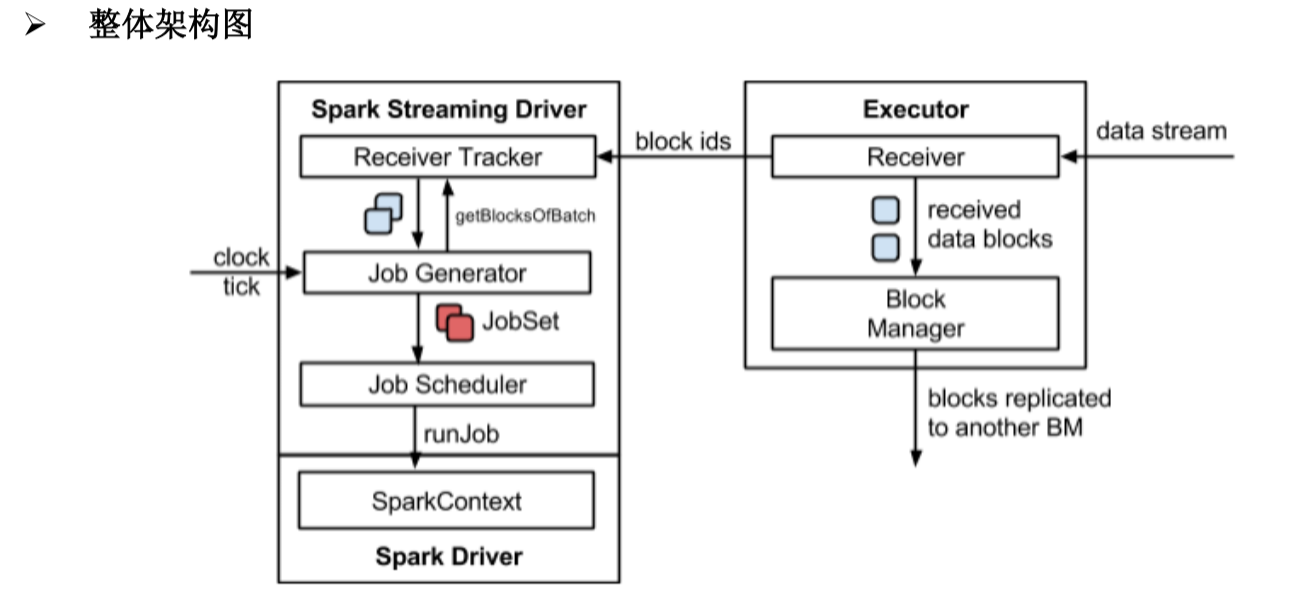 ➢ 整体架构图
Spark Streaming Driver
Receiver Tracker
getBlocksOfBatch
clock
tick
Job Generator
JobSet
Job Scheduler
runJob
SparkContext
Spark Driver
block ids
Executor
data stream
Receiver
received
data blocks
Block
Manager
blocks replicated
to another BM